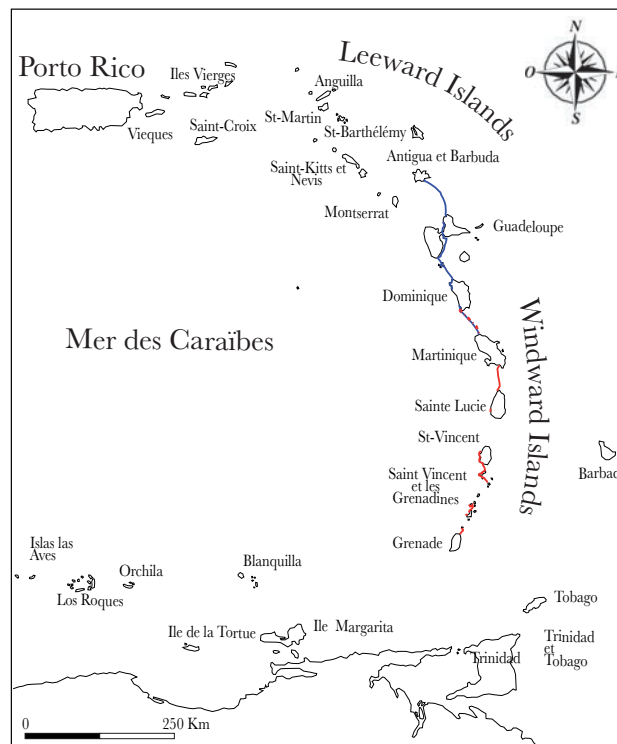 N
O
S
Leeward Islands
Porto Rico
Iles Vierges
Anguilla
St-Martin
St-Barthélémy
Vieques
Saint-Croix
Antigua et Barbuda
Saint-Kitts et
Nevis
Montserrat
Guadeloupe
Dominique
Windward Islands
Mer des Caraïbes
Martinique
Sainte Lucie
St-Vincent
Saint Vincent
et les
Grenadines
Barbad
Grenade
Islas las
Aves
Orchila
Blanquilla
Los Roques
Tobago
Ile de la Tortue
Ile Margarita
Trinidad
Trinidad
et
Tobago
0
250 Km